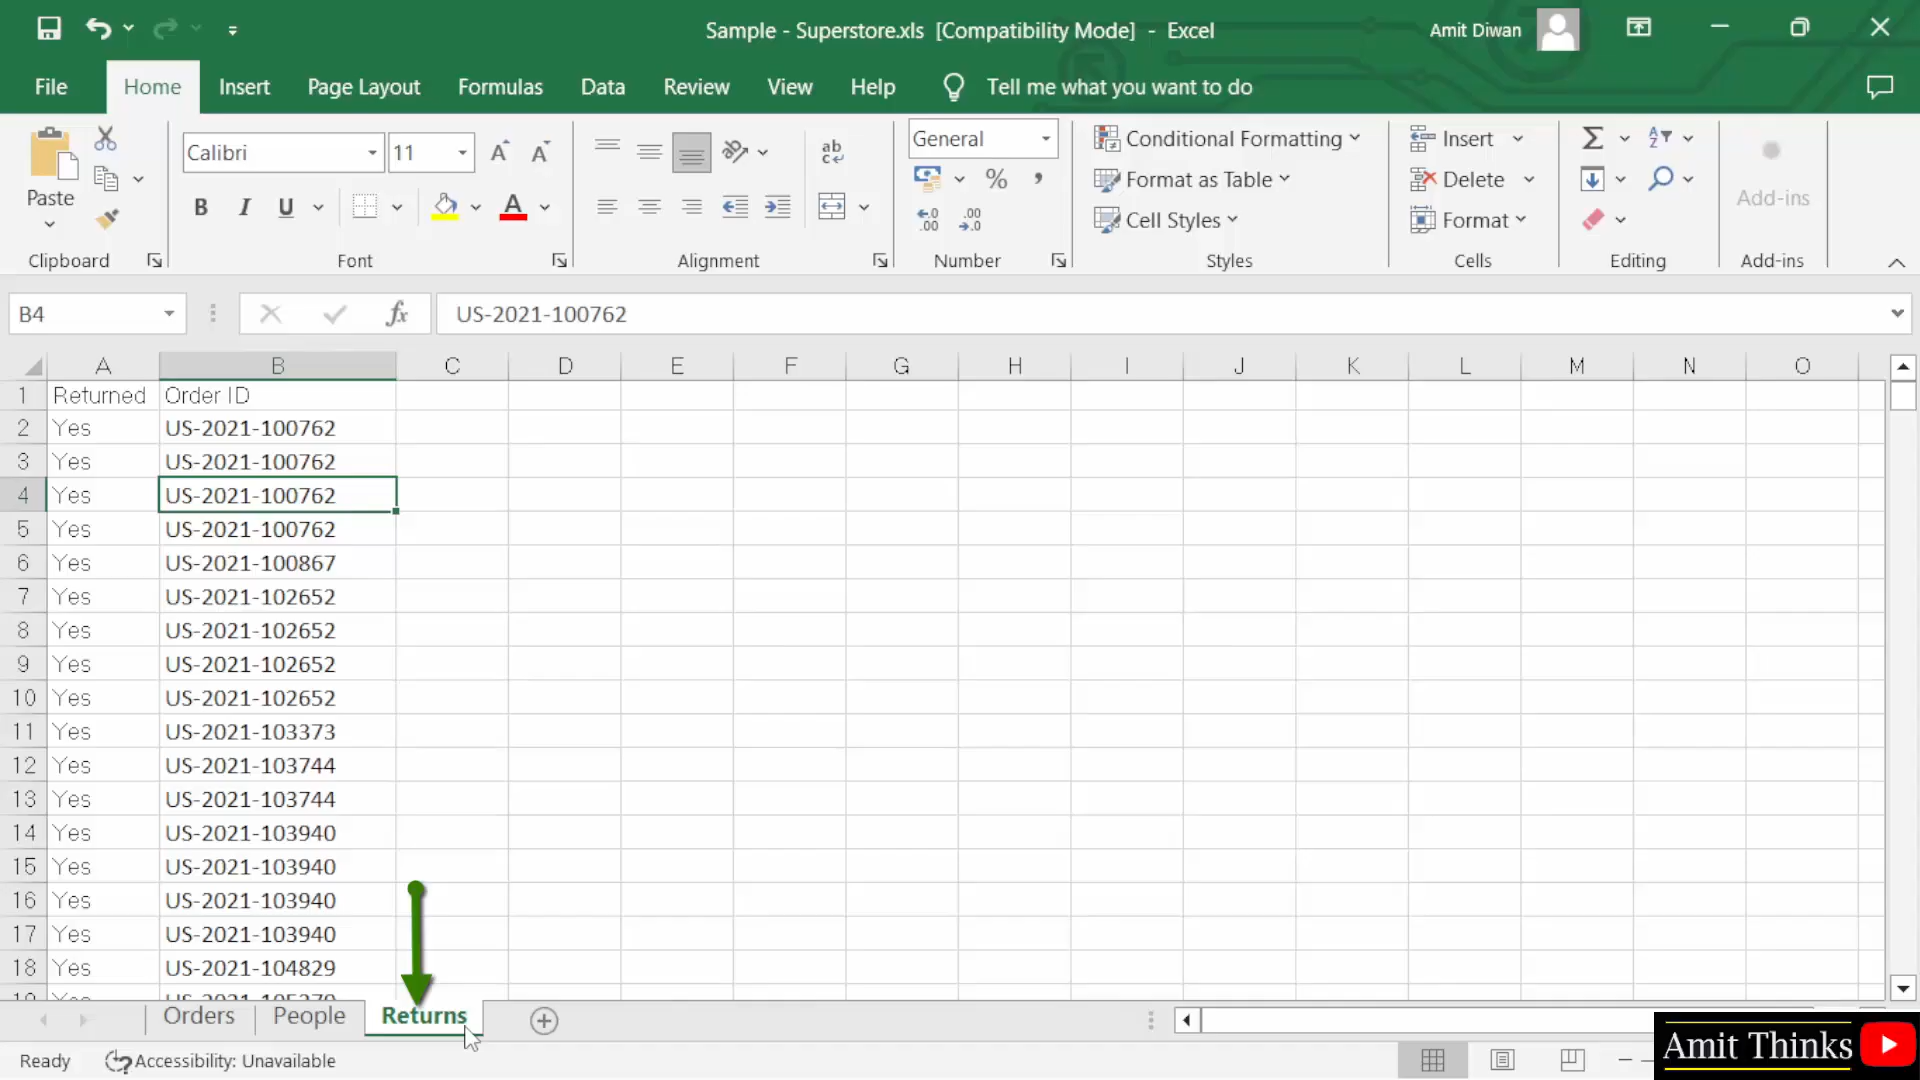 Sample - Superstore.xls [Compatibility Mode] - Excel
Amit Diwan
File Home Insert Page Layout Formulas Data Review View Help Tell me what you want to do
Paste
Calibri 11
General
Conditional Formatting
Format as Table
Cell Styles
Insert
Delete
Format
Add-ins
Clipboard Font Alignment Number Styles Cells Editing Add-ins
B4 fx US-2021-100762
A B C D E F G H I J K L M N O
1 Returned Order ID
2 Yes US-2021-100762
3 Yes US-2021-100762
4 Yes US-2021-100762
5 Yes US-2021-100762
6 Yes US-2021-100867
7 Yes US-2021-102652
8 Yes US-2021-102652
9 Yes US-2021-102652
10 Yes US-2021-102652
11 Yes US-2021-103373
12 Yes US-2021-103744
13 Yes US-2021-103744
14 Yes US-2021-103940
15 Yes US-2021-103940
16 Yes US-2021-103940
17 Yes US-2021-103940
18 Yes US-2021-104829
Orders People Returns
Ready Accessibility: Unavailable
Amit Thinks